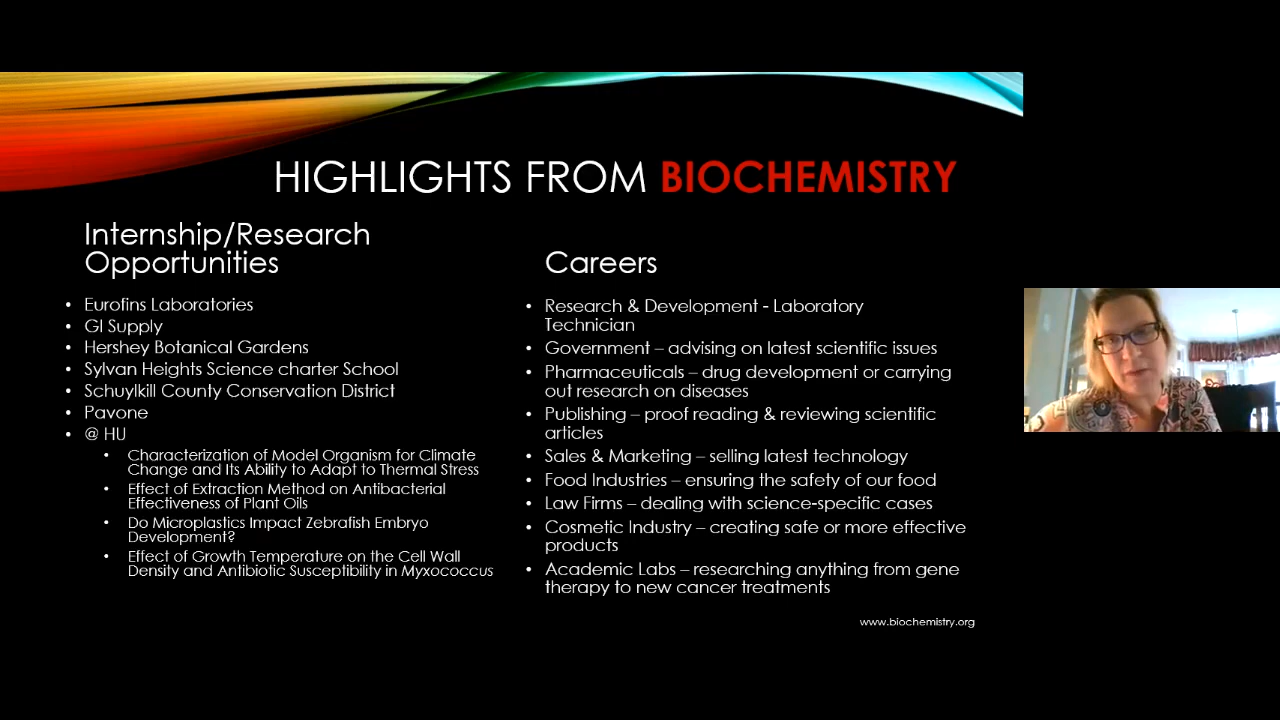 HIGHLIGHTS FROM BIOCHEMISTRY
Internship/Research
Opportunities
• Eurofins Laboratories
• GI Supply
• Hershey Botanical Gardens
• Sylvan Heights Science charter School
• Schuylkill County Conservation District
• Pavone
• @ HU
• Characterization of Model Organism for Climate
Change and Its Ability to Adapt to Thermal Stress
• Effect of Extraction Method on Antibacterial
Effectiveness of Plant Oils
• Do Microplastics Impact Zebrafish Embryo
Development?
• Effect of Growth Temperature on the Cell Wall
Density and Antibiotic Susceptibility in Myxococcus
Careers
• Research & Development - Laboratory
Technician
• Government – advising on latest scientific issues
• Pharmaceuticals – drug development or carrying
out research on diseases
• Publishing – proof reading & reviewing scientific
articles
• Sales & Marketing – selling latest technology
• Food Industries – ensuring the safety of our food
• Law Firms – dealing with science-specific cases
• Cosmetic Industry – creating safe or more effective
products
• Academic Labs – researching anything from gene
therapy to new cancer treatments
www.biochemistry.org